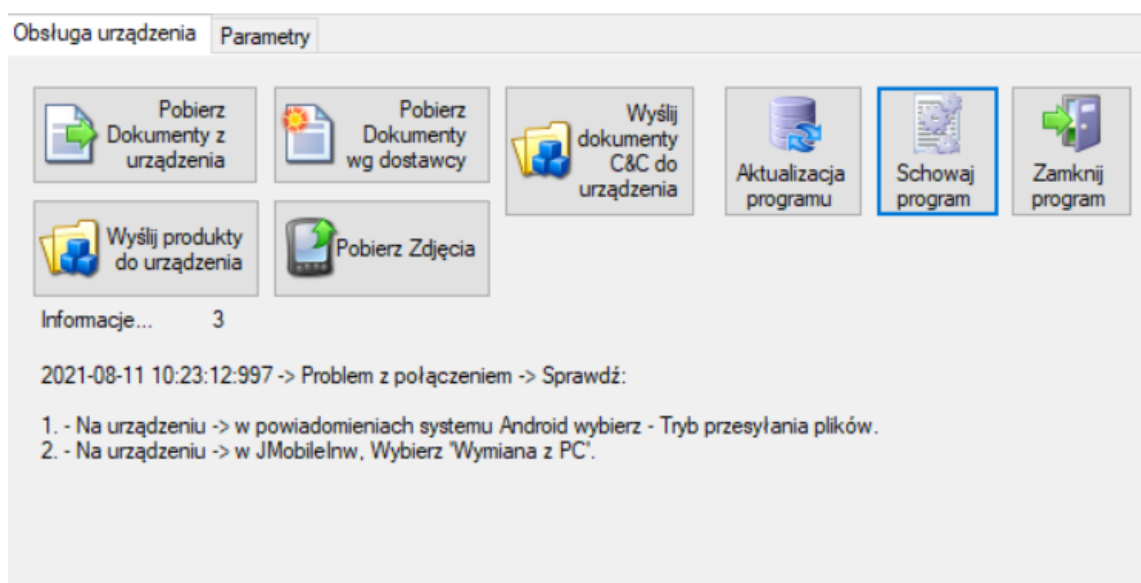 Obsługa urządzenia
Parametry
Pobierz
Dokumenty z
urządzenia
Pobierz
Dokumenty
wg dostawcy
Wyślij
dokumenty
C&C do
urządzenia
Aktualizacja
programu
Schowaj
program
Zamknij
program
Wyślij produkty
do urządzenia
Pobierz Zdjęcia
Informacje... 3
2021-08-11 10:23:12:997 -> Problem z połączeniem -> Sprawdź:
1. - Na urządzeniu -> w powiadomieniach systemu Android wybierz - Tryb przesyłania plików.
2. - Na urządzeniu -> w JMobileInw, Wybierz 'Wymiana z PC'.